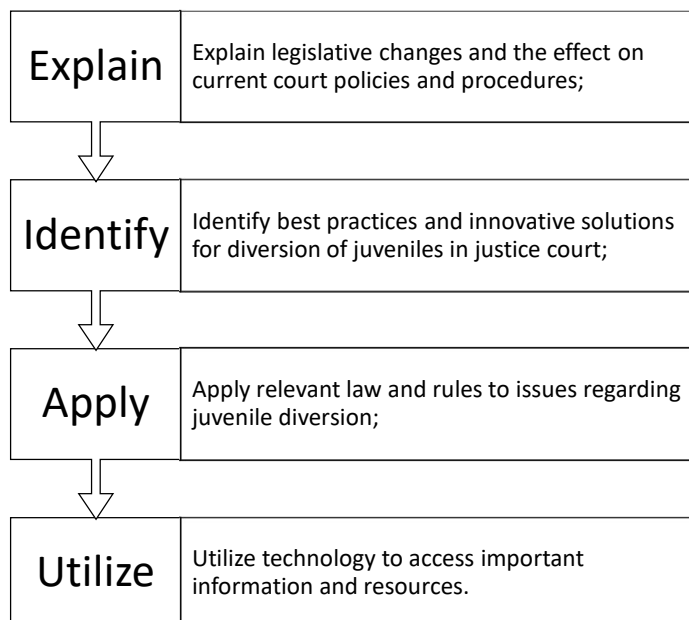 Explain
Explain legislative changes and the effect on
current court policies and procedures;
Identify
Identify best practices and innovative solutions
for diversion of juveniles in justice court;
Apply
Apply relevant law and rules to issues regarding
juvenile diversion;
Utilize
Utilize technology to access important
information and resources.